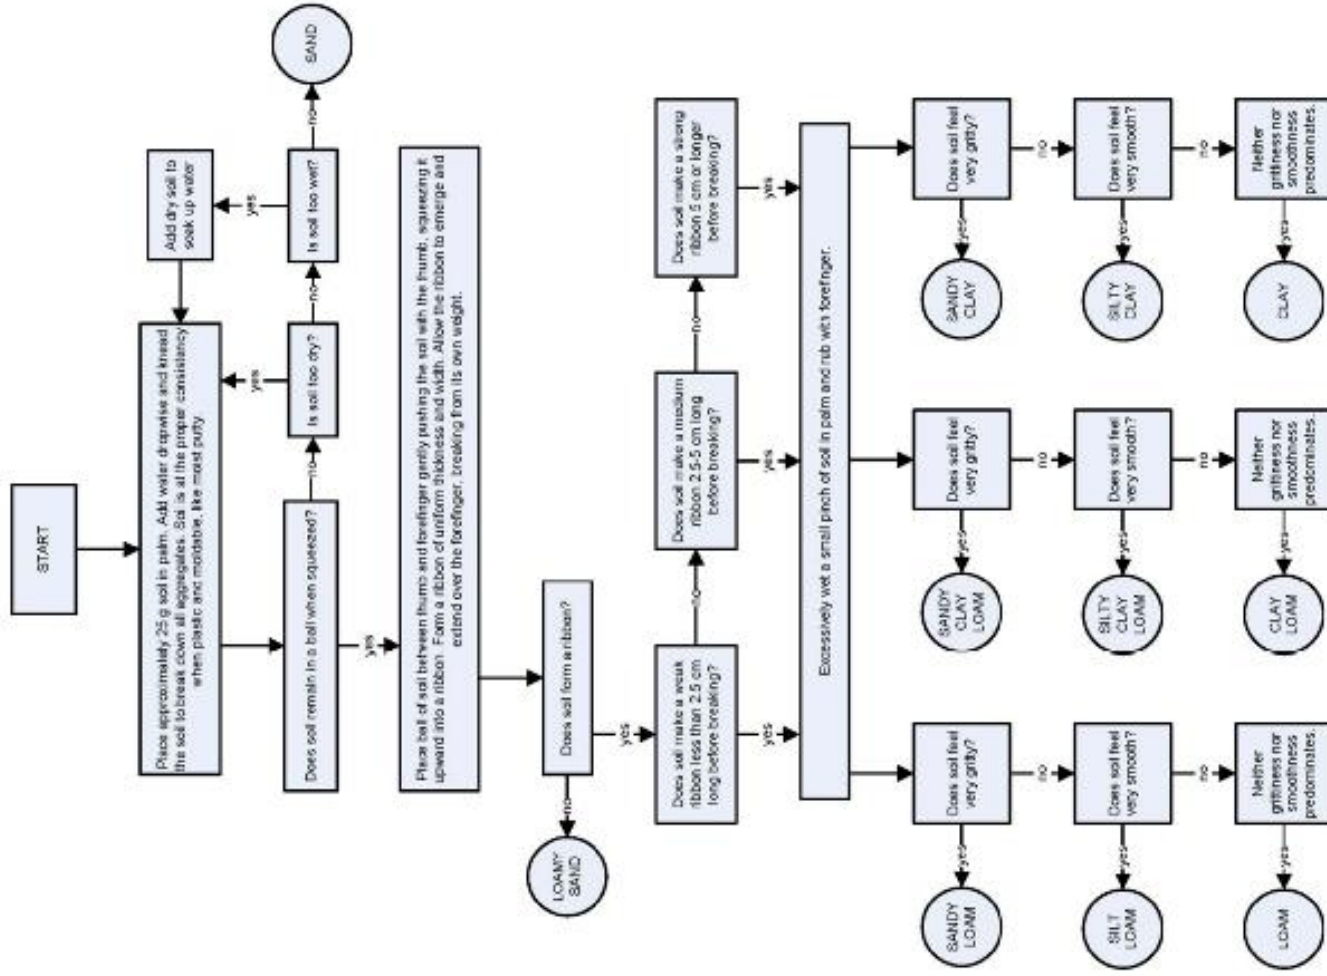 START
Place approximately 25 g soil in palm. Add water dropwise and knead
the soil to break down all aggregates. Soil is at the proper consistency
when plastic and moldable, like moist putty.
Add dry soil to
soak up water
Does soil remain in a ball when squeezed?
no
Is soil too dry?
yes
no
Is soil too wet?
yes
no
SAND
yes
Place ball of soil between thumb and forefinger gently pushing the soil with the thumb, squeezing it
upward into a ribbon. Form a ribbon of uniform thickness and width. Allow the ribbon to emerge and
extend over the forefinger, breaking from its own weight.
Does soil form a ribbon?
no
LOAMY
SAND
yes
Does soil make a weak
ribbon less than 2.5 cm
long before breaking?
no
Does soil make a medium
ribbon 2.5-5 cm long
before breaking?
no
Does soil make a strong
ribbon 5 cm or longer
before breaking?
yes
yes
yes
Excessively wet a small pinch of soil in palm and rub with forefinger.
SANDY
LOAM
yes
Does soil feel
very gritty?
SANDY
CLAY
LOAM
yes
Does soil feel
very gritty?
SANDY
CLAY
yes
Does soil feel
very gritty?
no
no
no
SILT
LOAM
yes
Does soil feel
very smooth?
SILTY
CLAY
LOAM
yes
Does soil feel
very smooth?
SILTY
CLAY
yes
Does soil feel
very smooth?
no
no
no
LOAM
yes
Neither
grittiness nor
smoothness
predominates.
CLAY
LOAM
yes
Neither
grittiness nor
smoothness
predominates.
CLAY
yes
Neither
grittiness nor
smoothness
predominates.